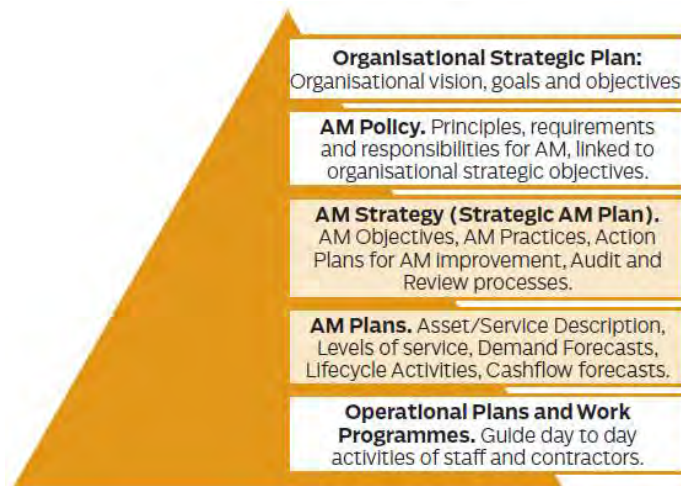 Organisational Strategic Plan:
Organisational vision, goals and objectives
AM Policy. Principles, requirements
and responsibilities for AM, linked to
organisational strategic objectives.
AM Strategy (Strategic AM Plan).
AM Objectives, AM Practices, Action
Plans for AM improvement, Audit and
Review processes.
AM Plans. Asset/Service Description,
Levels of service, Demand Forecasts,
Lifecycle Activities, Cashflow forecasts.
Operational Plans and Work
Programmes. Guide day to day
activities of staff and contractors.